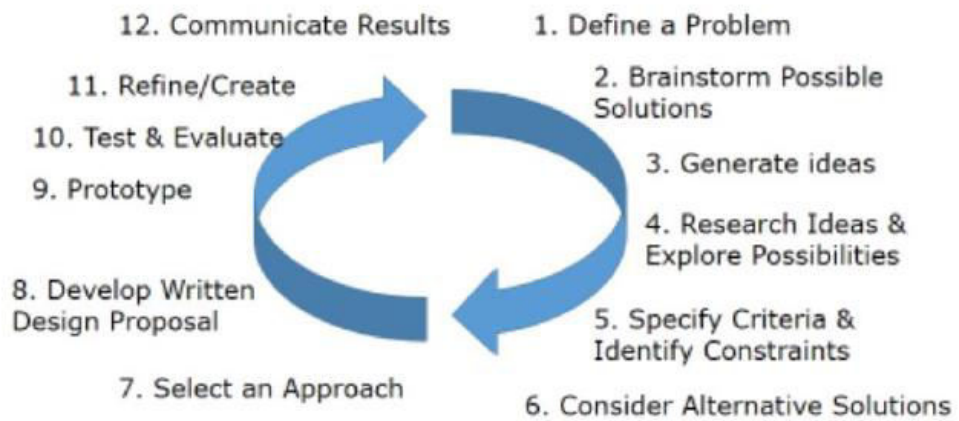 1. Define a Problem
2. Brainstorm Possible
Solutions
3. Generate ideas
4. Research Ideas &
Explore Possibilities
5. Specify Criteria &
Identify Constraints
6. Consider Alternative Solutions
7. Select an Approach
8. Develop Written
Design Proposal
9. Prototype
10. Test & Evaluate
11. Refine/Create
12. Communicate Results